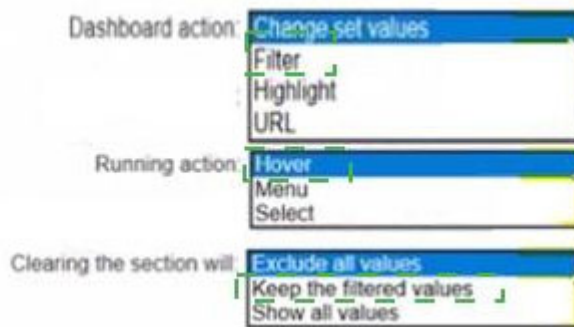 Dashboard action: Change set values
Filter
: Highlight
URL
Running action: Hover
Menu
Select
Clearing the section will: Exclude all values
Keep the filtered values
Show all values